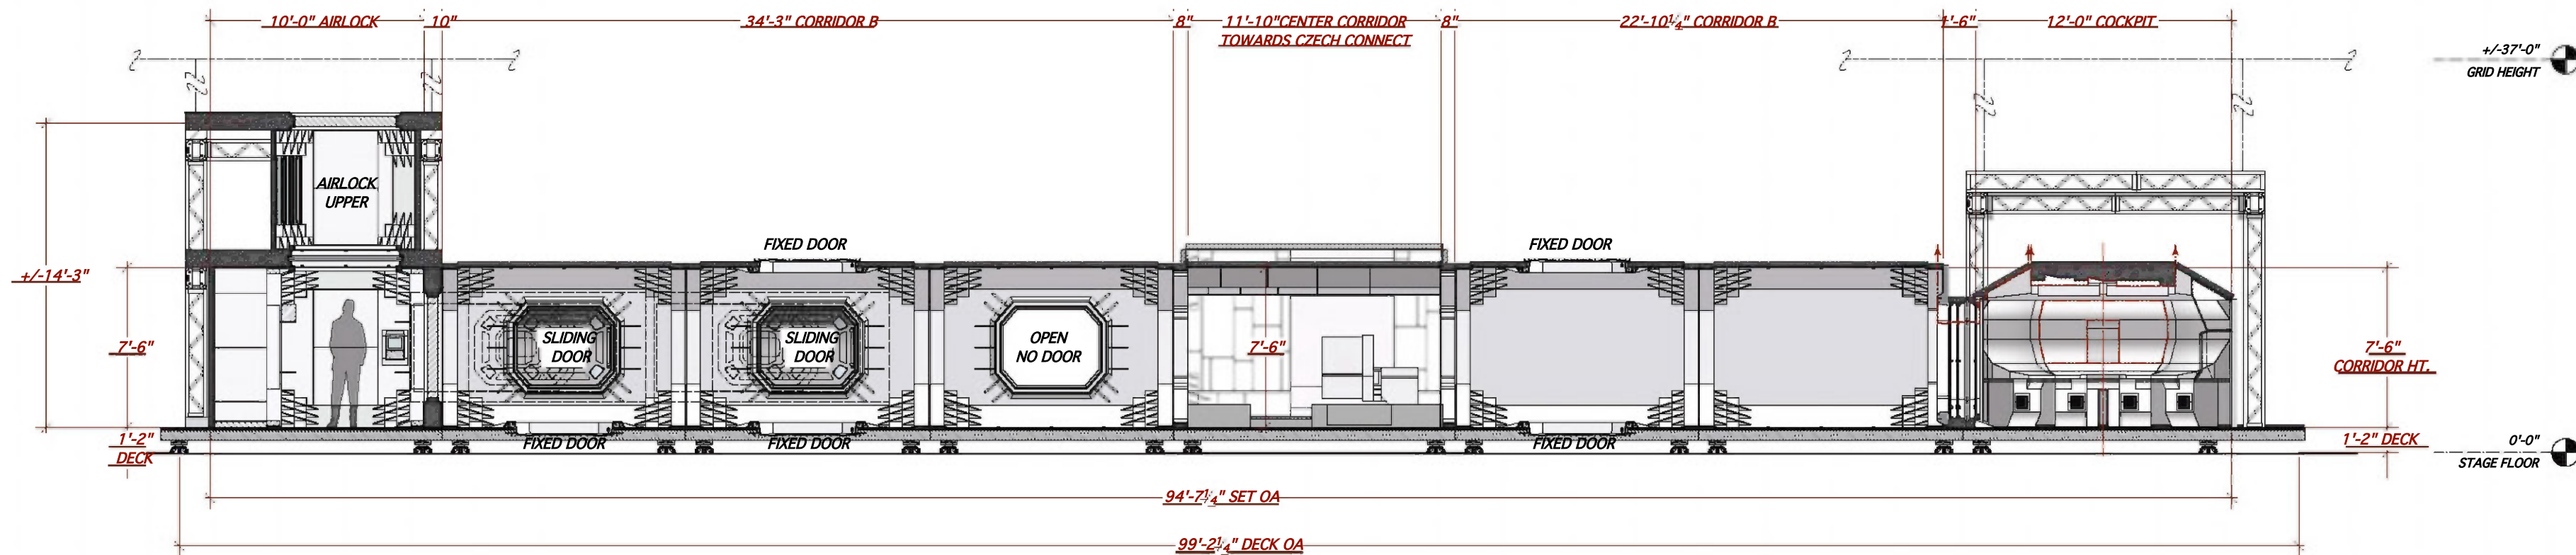 10'-0" AIRLOCK
10"
34'-3" CORRIDOR B
8"
11'-10"CENTER CORRIDOR
TOWARDS CZECH CONNECT
8"
22'-10¼" CORRIDOR B
1'-6"
12'-0" COCKPIT
+/-37'-0"
GRID HEIGHT
AIRLOCK
UPPER
FIXED DOOR
FIXED DOOR
+/-14'-3"
7'-6"
SLIDING
DOOR
SLIDING
DOOR
OPEN
NO DOOR
7'-6"
7'-6"
CORRIDOR HT.
1'-2"
DECK
FIXED DOOR
FIXED DOOR
FIXED DOOR
1'-2" DECK
0'-0"
STAGE FLOOR
94'-7¼" SET OA
99'-2¼" DECK OA